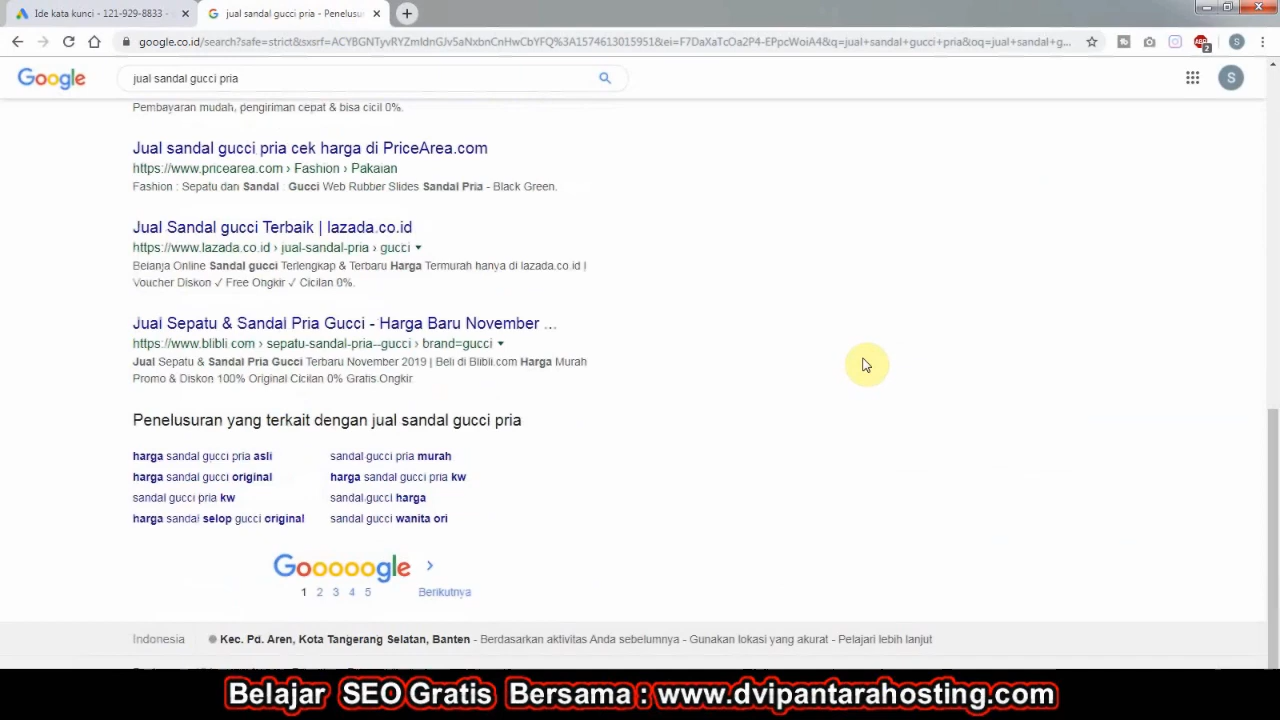 Ide kata kunci - 121-929-8833 -
jual sandal gucci pria - Penelusu
google.co.id/search?safe=strict&sxsrf=ACYBGNTyvRYZmldnGJv5aNxbnCnHwCbYFQ%3A1574613015951&ei=F7DaXaTcOa2P4-EPpcWoiA4&q=jual+sandal+gucci+pria&oq=jual+sandal+g...
ABP
2
S
Google
jual sandal gucci pria
S
Pembayaran mudah, pengiriman cepat & bisa cicil 0%.
Jual sandal gucci pria cek harga di PriceArea.com
https://www.pricearea.com › Fashion › Pakaian
Fashion : Sepatu dan Sandal : Gucci Web Rubber Slides Sandal Pria - Black Green.
Jual Sandal gucci Terbaik | lazada.co.id
https://www.lazada.co.id › jual-sandal-pria › gucci
Belanja Online Sandal gucci Terlengkap & Terbaru Harga Termurah hanya di lazada.co.id |
Voucher Diskon ✓ Free Ongkir ✓ Cicilan 0%.
Jual Sepatu & Sandal Pria Gucci - Harga Baru November ...
https://www.blibli.com › sepatu-sandal-pria--gucci › brand=gucci
Jual Sepatu & Sandal Pria Gucci Terbaru November 2019 | Beli di Blibli.com Harga Murah
Promo & Diskon 100% Original Cicilan 0% Gratis Ongkir
Penelusuran yang terkait dengan jual sandal gucci pria
harga sandal gucci pria asli
sandal gucci pria murah
harga sandal gucci original
harga sandal gucci pria kw
sandal gucci pria kw
sandal gucci harga
harga sandal selop gucci original
sandal gucci wanita ori
Gooooogle
1 2 3 4 5 Berikutnya
Indonesia Kec. Pd. Aren, Kota Tangerang Selatan, Banten - Berdasarkan aktivitas Anda sebelumnya - Gunakan lokasi yang akurat - Pelajari lebih lanjut
Belajar SEO Gratis Bersama : www.dvipantarahosting.com